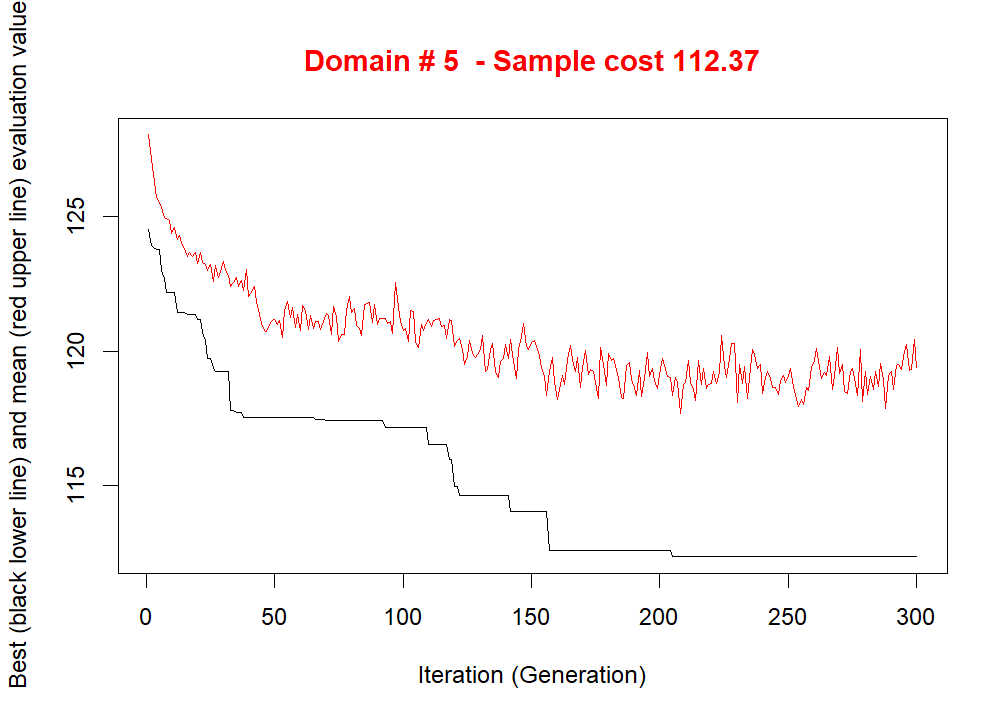 Domain # 5  - Sample cost 112.37
Best (black lower line) and mean (red upper line) evaluation value
125
120
115
0 50 100 150 200 250 300
Iteration (Generation)